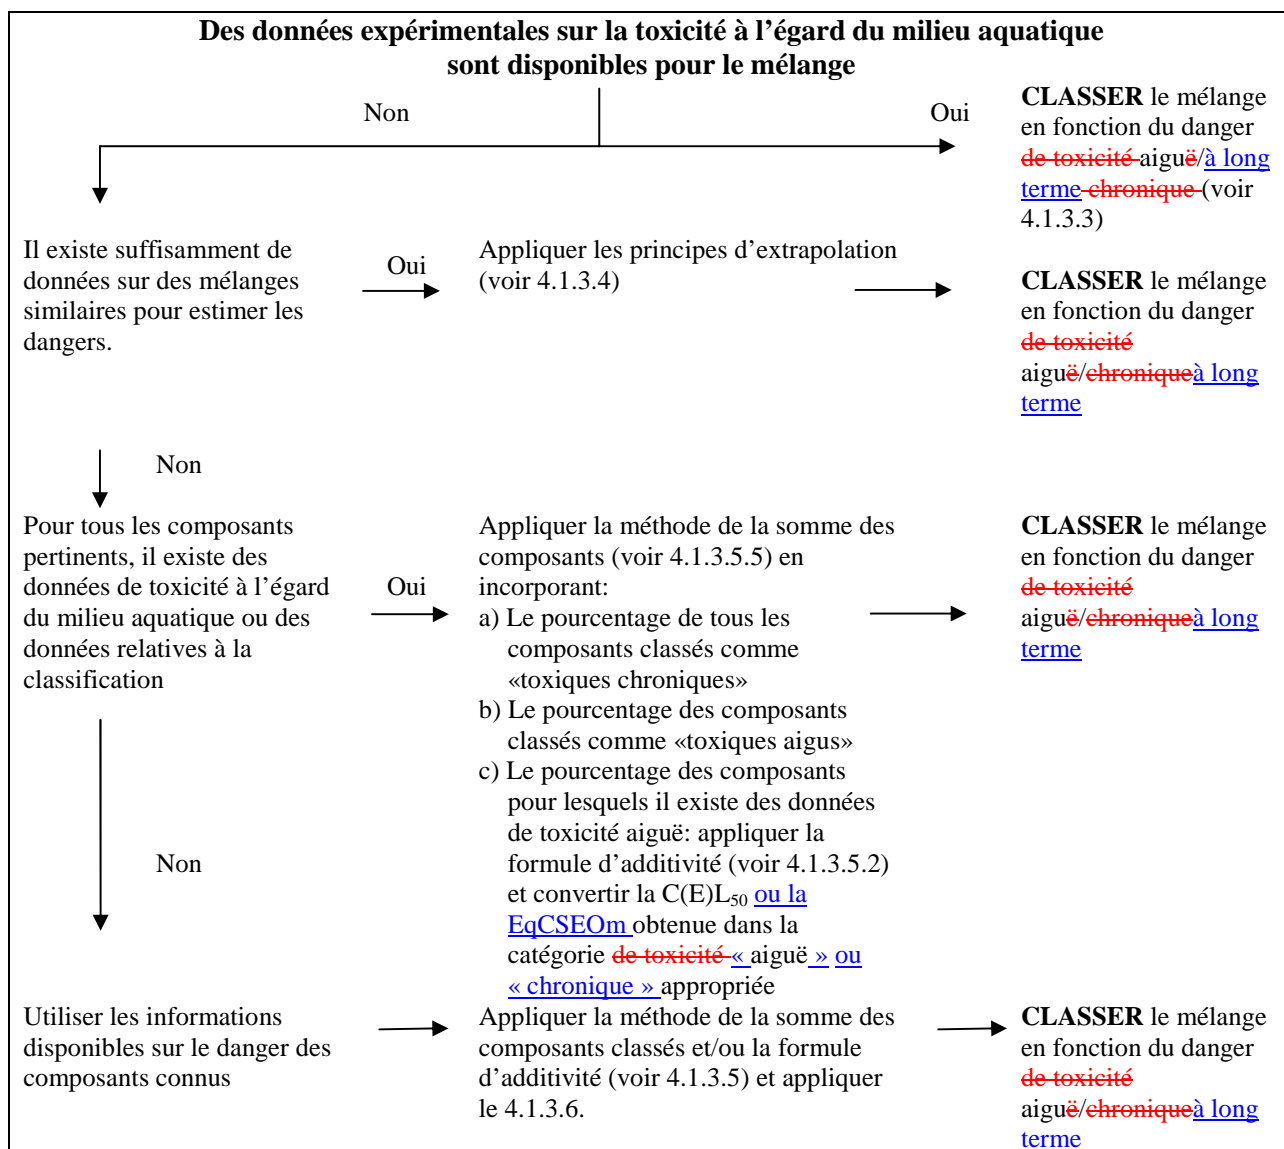 Des données expérimentales sur la toxicité à l’égard du milieu aquatique
sont disponibles pour le mélange
Non
Oui
CLASSER le mélange
en fonction du danger
de toxicité aiguë/à long
terme chronique (voir
4.1.3.3)
Il existe suffisamment de
données sur des mélanges
similaires pour estimer les
dangers.
Oui
Appliquer les principes d’extrapolation
(voir 4.1.3.4)
CLASSER le mélange
en fonction du danger
de toxicité
aiguë/chroniqueà long
terme
Non
Pour tous les composants
pertinents, il existe des
données de toxicité à l’égard
du milieu aquatique ou des
données relatives à la
classification
Oui
Appliquer la méthode de la somme des
composants (voir 4.1.3.5.5) en
incorporant:
a) Le pourcentage de tous les
composants classés comme
«toxiques chroniques»
b) Le pourcentage des composants
classés comme «toxiques aigus»
c) Le pourcentage des composants
pour lesquels il existe des données
de toxicité aiguë: appliquer la
formule d’additivité (voir 4.1.3.5.2)
et convertir la C(E)L50 ou la
EqCSEOm obtenue dans la
catégorie de toxicité « aiguë » ou
« chronique » appropriée
CLASSER le mélange
en fonction du danger
de toxicité
aiguë/chroniqueà long
terme
Non
Utiliser les informations
disponibles sur le danger des
composants connus
Appliquer la méthode de la somme des
composants classés et/ou la formule
d’additivité (voir 4.1.3.5) et appliquer
le 4.1.3.6.
CLASSER le mélange
en fonction du danger
de toxicité
aiguë/chroniqueà long
terme